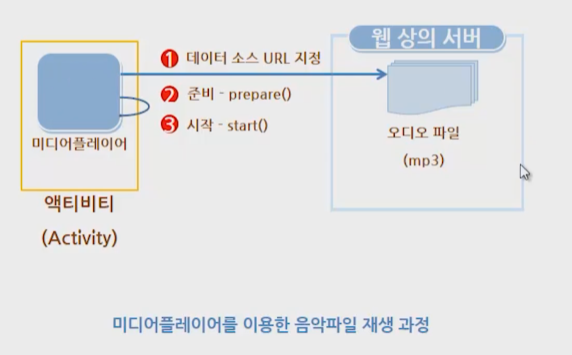 웹 상의 서버
1 데이터 소스 URL 지정
2 준비 - prepare()
3 시작 - start()
미디어플레이어
오디오 파일
(mp3)
액티비티
(Activity)
미디어플레이어를 이용한 음악파일 재생 과정